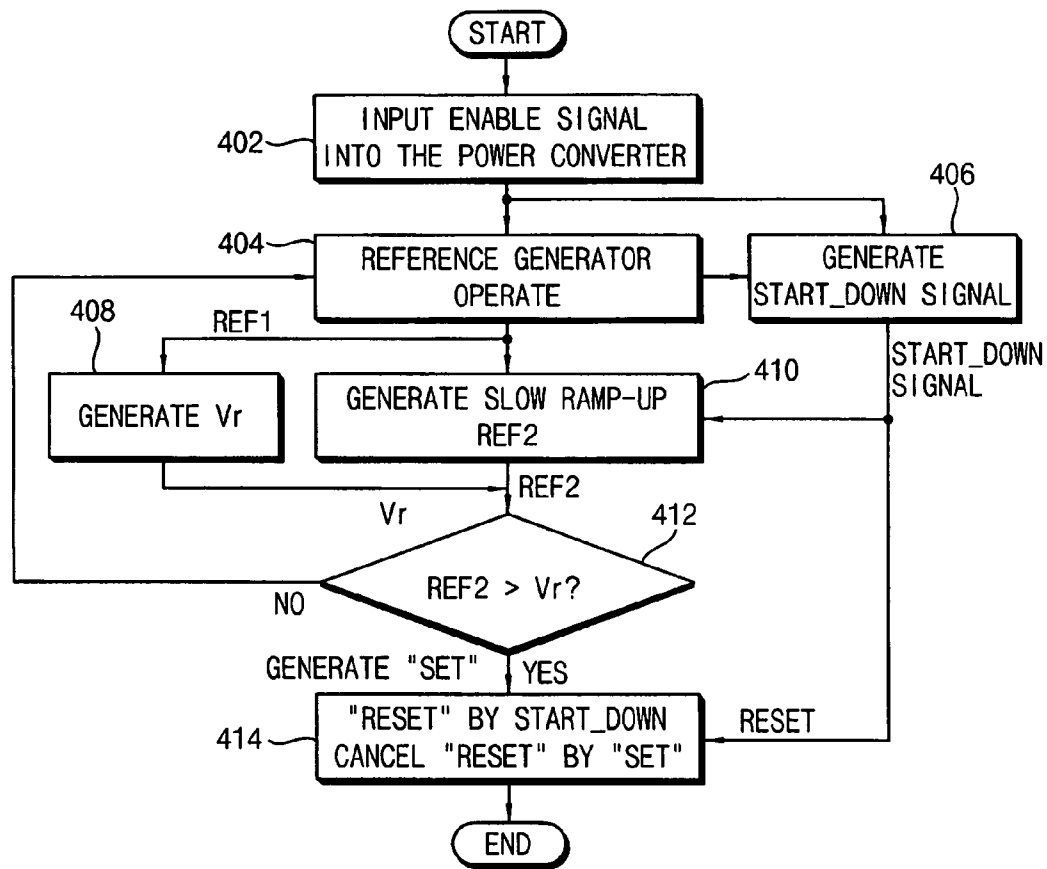 START
INPUT ENABLE SIGNAL
INTO THE POWER CONVERTER
402
406
404
REFERENCE GENERATOR
OPERATE
GENERATE
START_DOWN SIGNAL
408
REF1
START_DOWN
SIGNAL
410
GENERATE Vr
GENERATE SLOW RAMP-UP
REF2
Vr
REF2
412
REF2 > Vr?
NO
GENERATE "SET"
YES
"RESET" BY START_DOWN
CANCEL "RESET" BY "SET"
414
RESET
END